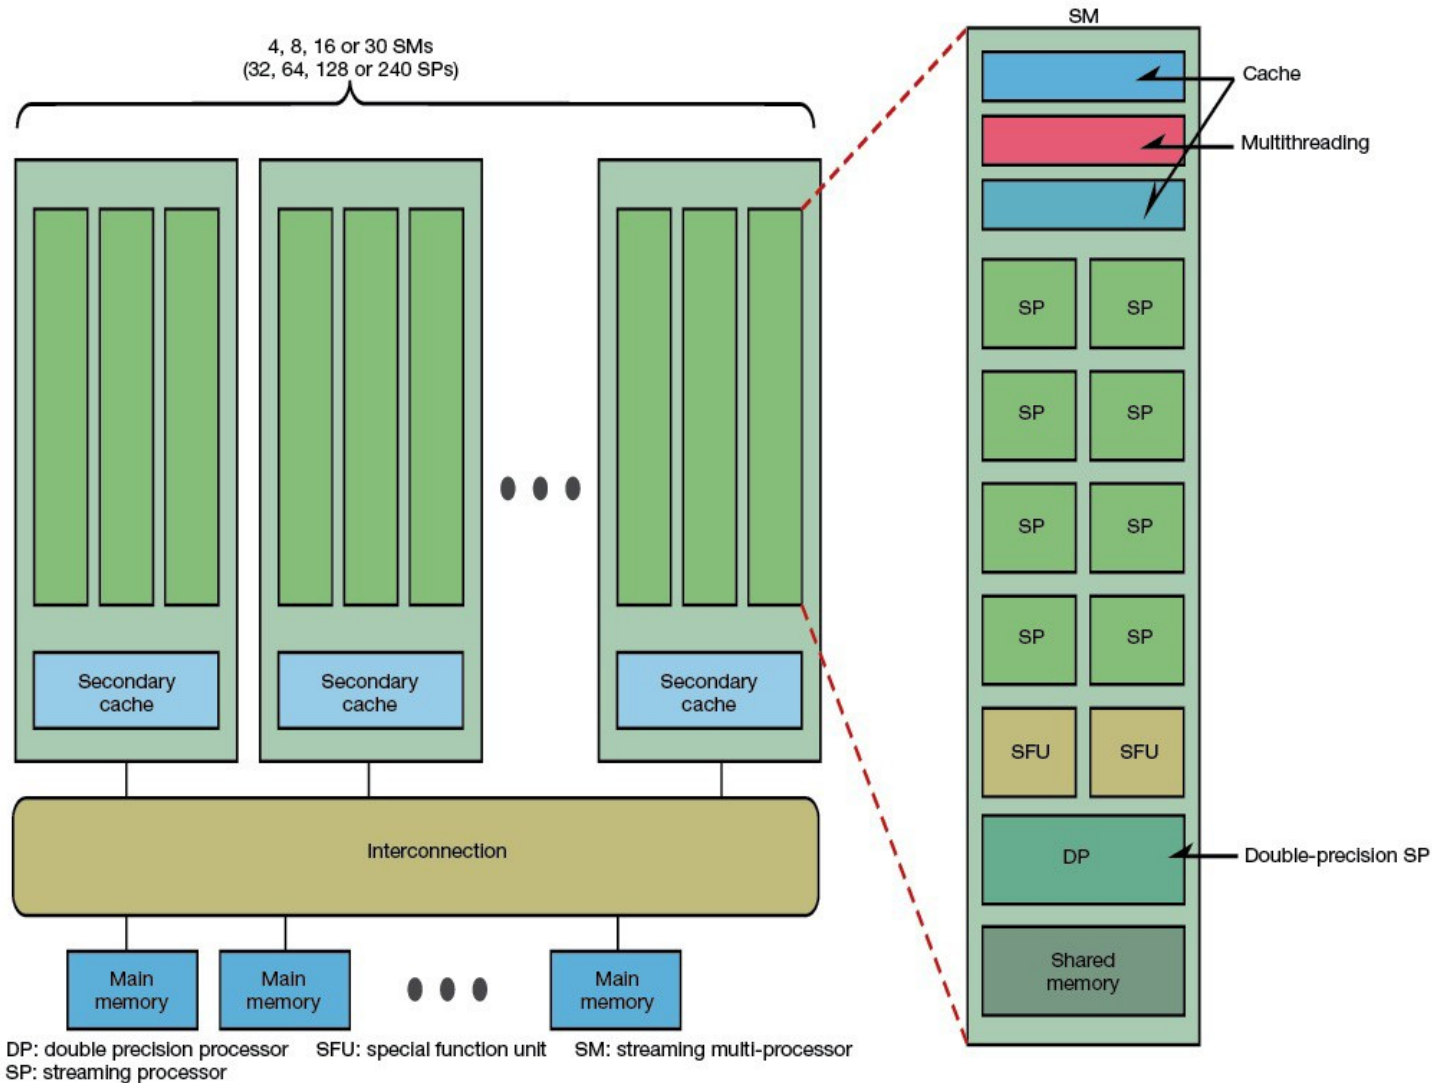 4, 8, 16 or 30 SMs
(32, 64, 128 or 240 SPs)
Secondary
cache
Secondary
cache
Secondary
cache
Interconnection
Main
memory
Main
memory
Main
memory
SM
Cache
Multithreading
SP SP
SP SP
SP SP
SP SP
SFU SFU
DP
Double-precision SP
Shared
memory
DP: double precision processor SFU: special function unit SM: streaming multi-processor
SP: streaming processor